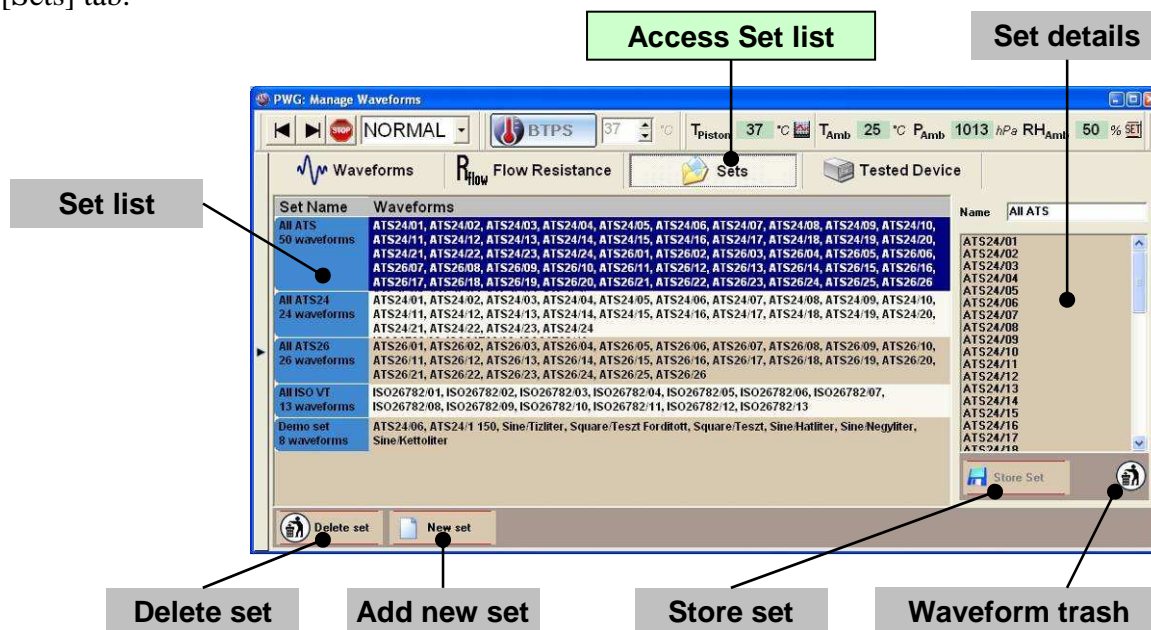 [Sets] tab.
Access Set list
Set details
PWG: Manage Waveforms
STOP NORMAL BTPS 37 °C TPiston 37 °C TAmb 25 °C PAmb 1013 hPa RHAmb 50 % SET
Waveforms Rflow Flow Resistance Sets Tested Device
Set list
Set Name Waveforms
Name All ATS
All ATS
50 waveforms
ATS24/01, ATS24/02, ATS24/03, ATS24/04, ATS24/05, ATS24/06, ATS24/07, ATS24/08, ATS24/09, ATS24/10,
ATS24/11, ATS24/12, ATS24/13, ATS24/14, ATS24/15, ATS24/16, ATS24/17, ATS24/18, ATS24/19, ATS24/20,
ATS24/21, ATS24/22, ATS24/23, ATS24/24, ATS26/01, ATS26/02, ATS26/03, ATS26/04, ATS26/05, ATS26/06,
ATS26/07, ATS26/08, ATS26/09, ATS26/10, ATS26/11, ATS26/12, ATS26/13, ATS26/14, ATS26/15, ATS26/16,
ATS26/17, ATS26/18, ATS26/19, ATS26/20, ATS26/21, ATS26/22, ATS26/23, ATS26/24, ATS26/25, ATS26/26
All ATS24
24 waveforms
ATS24/01, ATS24/02, ATS24/03, ATS24/04, ATS24/05, ATS24/06, ATS24/07, ATS24/08, ATS24/09, ATS24/10,
ATS24/11, ATS24/12, ATS24/13, ATS24/14, ATS24/15, ATS24/16, ATS24/17, ATS24/18, ATS24/19, ATS24/20,
ATS24/21, ATS24/22, ATS24/23, ATS24/24
All ATS26
26 waveforms
ATS26/01, ATS26/02, ATS26/03, ATS26/04, ATS26/05, ATS26/06, ATS26/07, ATS26/08, ATS26/09, ATS26/10,
ATS26/11, ATS26/12, ATS26/13, ATS26/14, ATS26/15, ATS26/16, ATS26/17, ATS26/18, ATS26/19, ATS26/20,
ATS26/21, ATS26/22, ATS26/23, ATS26/24, ATS26/25, ATS26/26
All ISO VT
13 waveforms
ISO26782/01, ISO26782/02, ISO26782/03, ISO26782/04, ISO26782/05, ISO26782/06, ISO26782/07,
ISO26782/08, ISO26782/09, ISO26782/10, ISO26782/11, ISO26782/12, ISO26782/13
Demo set
8 waveforms
ATS24/06, ATS24/1 150, Sine/Tizliter, Square/Teszt Forditott, Square/Teszt, Sine/Hatliter, Sine/Negyliter,
Sine/Kettoliter
ATS24/01
ATS24/02
ATS24/03
ATS24/04
ATS24/05
ATS24/06
ATS24/07
ATS24/08
ATS24/09
ATS24/10
ATS24/11
ATS24/12
ATS24/13
ATS24/14
ATS24/15
ATS24/16
ATS24/17
ATS24/18
Store Set
Delete set New set
Delete set
Add new set
Store set
Waveform trash